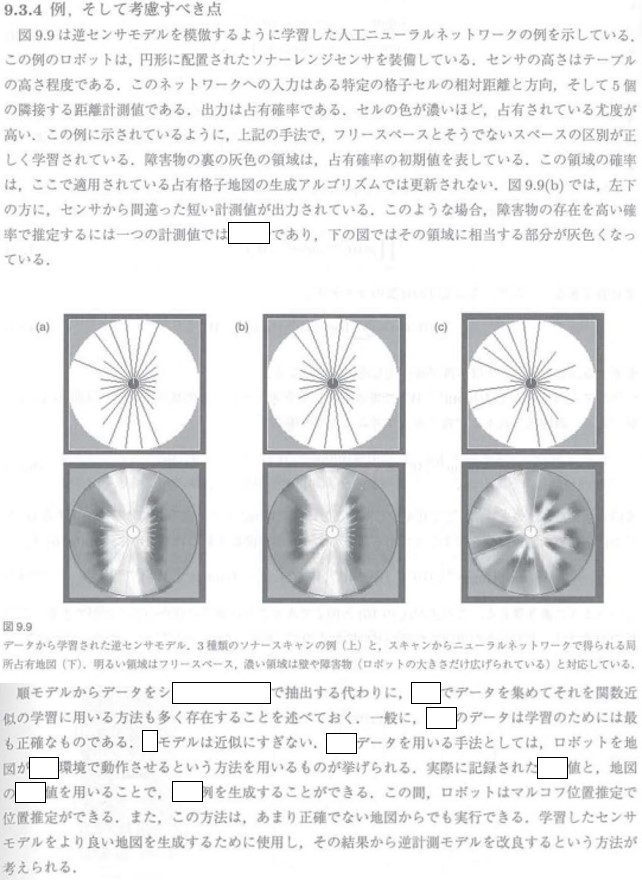 9.3.4 例，そして考慮すべき点
図9.9は逆センサモデルを模倣するように学習した人工ニューラルネットワークの例を示している．
この例のロボットは，円形に配置されたソナーレンジセンサを装備している．センサの高さはテーブル
の高さ程度である．このネットワークへの入力はある特定の格子セルの相対距離と方向，そして5個
の隣接する距離計測値である．出力は占有確率である．セルの色が濃いほど，占有されている尤度が
高い．この例に示されているように，上記の手法で，フリースペースとそうでないスペースの区別が正
しく学習されている．障害物の裏の灰色の領域は，占有確率の初期値を表している．この領域の確率
は，ここで適用されている占有格子地図の生成アルゴリズムでは更新されない．図9.9(b)では，左下
の方に，センサから間違った短い計測値が出力されている．このような場合，障害物の存在を高い確
率で推定するには一つの計測値では であり，下の図ではその領域に相当する部分が灰色くなっ
ている．
(a) (b) (c)
図9.9
データから学習された逆センサモデル．3種類のソナースキャンの例（上）と，スキャンからニューラルネットワークで得られる局
所占有地図（下）．明るい領域はフリースペース，濃い領域は壁や障害物（ロボットの大きさだけ広げられている）と対応している．
順モデルからデータをシ で抽出する代わりに， でデータを集めてそれを関数近
似の学習に用いる方法も多く存在することを述べておく．一般に， のデータは学習のためには最
も正確なものである． モデルは近似にすぎない． データを用いる手法としては，ロボットを地
図が 環境で動作させるという方法を用いるものが挙げられる．実際に記録された 値と，地図
の 値を用いることで， 例を生成することができる．この間，ロボットはマルコフ位置推定で
位置推定ができる．また，この方法は，あまり正確でない地図からでも実行できる．学習したセンサ
モデルをより良い地図を生成するために使用し，その結果から逆計測モデルを改良するという方法が
考えられる．